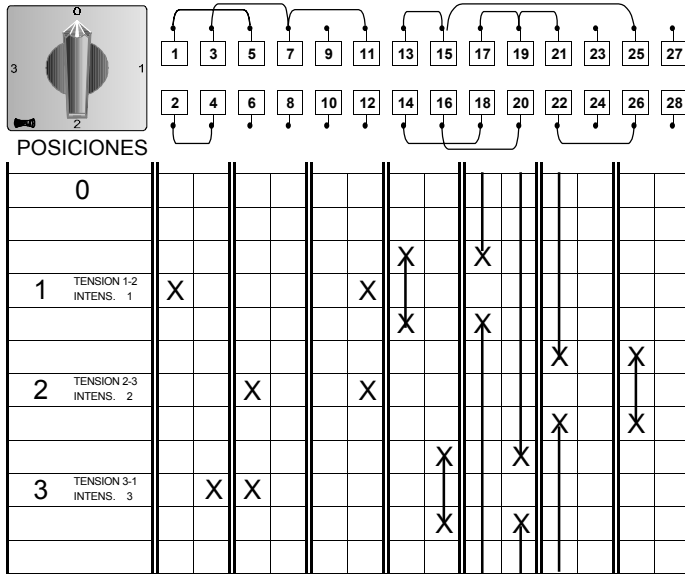 0
3 1
2
1 3 5 7 9 11 13 15 17 19 21 23 25 27
2 4 6 8 10 12 14 16 18 20 22 24 26 28
POSICIONES
0
X X
1 TENSION 1-2
INTENS. 1
X X
X X
X X
2 TENSION 2-3
INTENS. 2
X X
X X
X X
3 TENSION 3-1
INTENS. 3
X X
X X